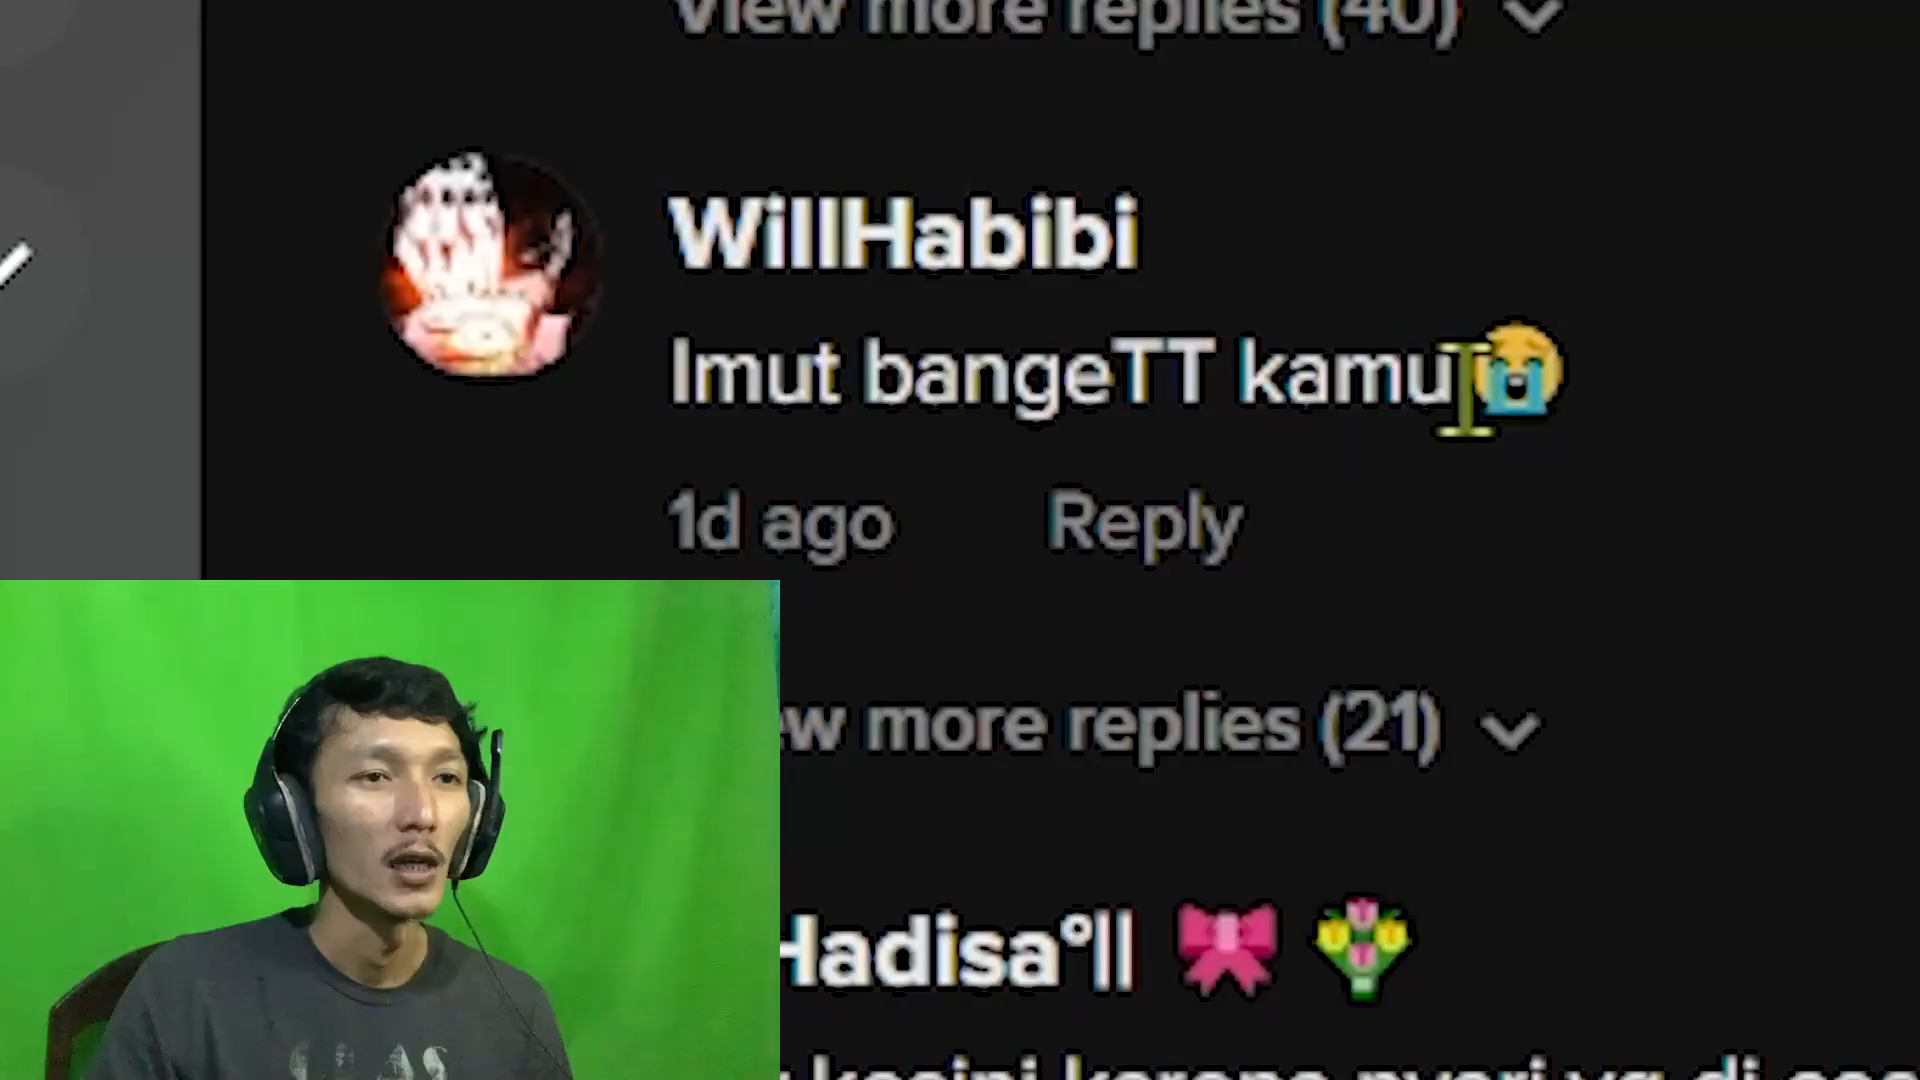 View more replies (40)
WillHabibi
Imut bangeTT kamu😭
1d ago Reply
more replies (21)
Hadisa°ll 🎀 💐